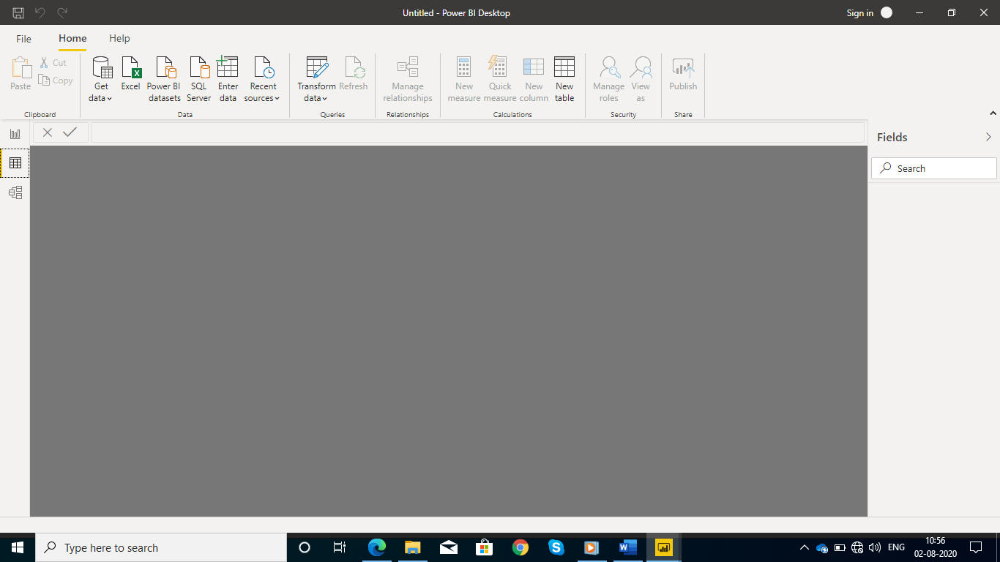 Untitled - Power BI Desktop
Sign in
File
Home
Help
Paste
Cut
Copy
Clipboard
Get
data
Excel
Power BI
datasets
SQL
Server
Enter
data
Recent
sources
Data
Transform
data
Refresh
Queries
Manage
relationships
Relationships
New
measure
Quick
measure
New
column
New
table
Calculations
Manage
roles
View
as
Security
Publish
Share
Fields
Search
Type here to search
ENG
10:56
02-08-2020